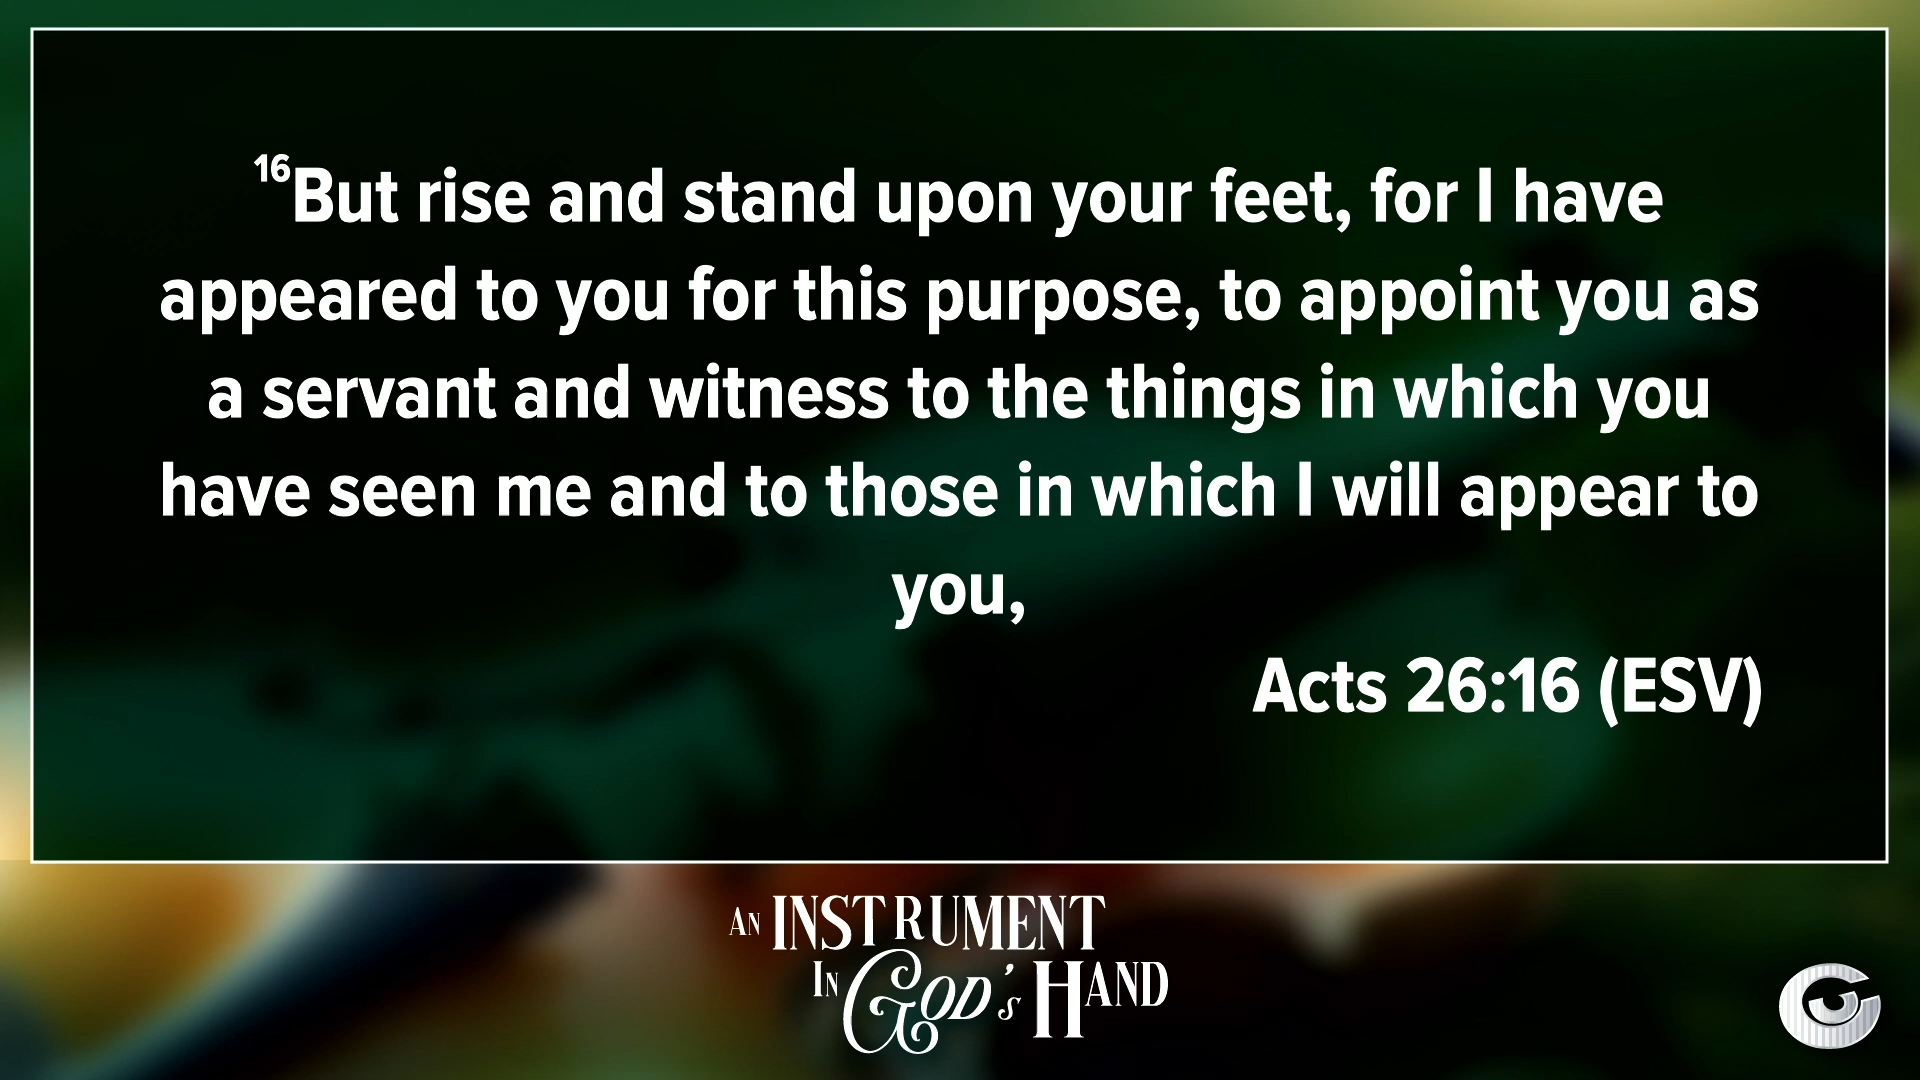 16But rise and stand upon your feet, for I have
appeared to you for this purpose, to appoint you as
a servant and witness to the things in which you
have seen me and to those in which I will appear to
you,
Acts 26:16 (ESV)
AN INSTRUMENT
IN GOD'S HAND